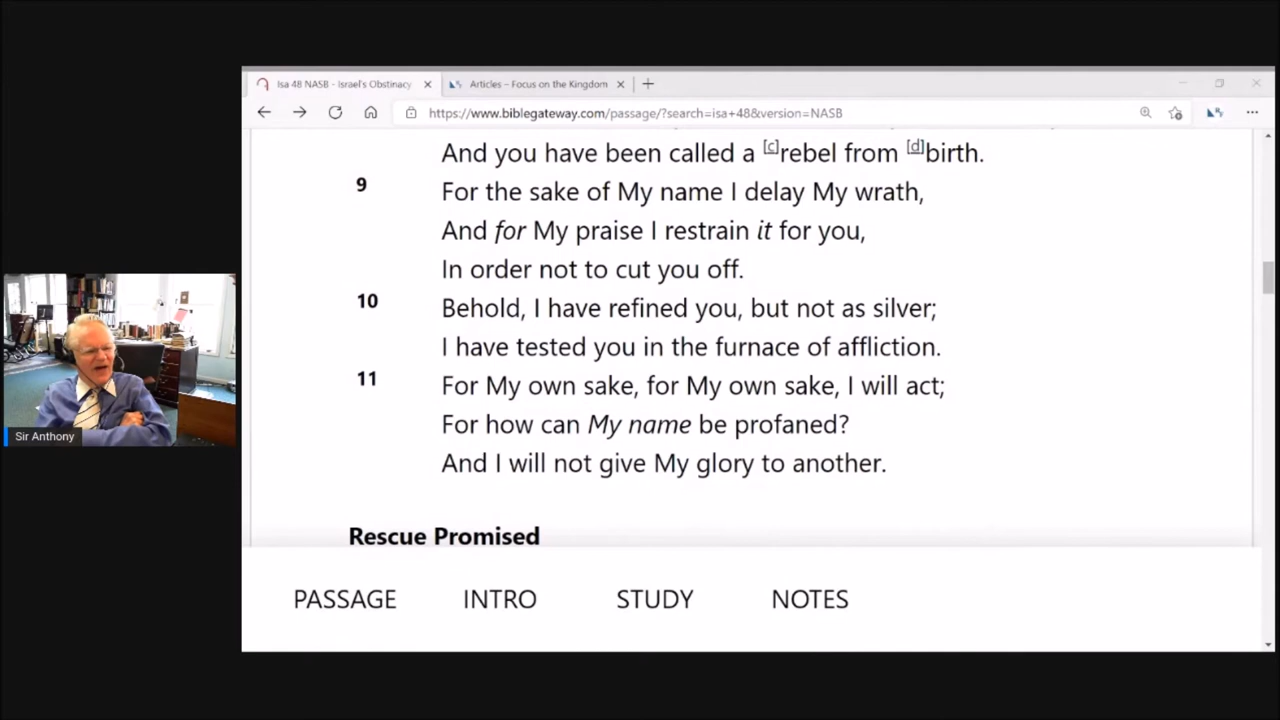 Isa 48 NASB - Israel's Obstinacy
Articles – Focus on the Kingdom
https://www.biblegateway.com/passage/?search=isa+48&version=NASB
And you have been called a [c]rebel from [d]birth.
9 For the sake of My name I delay My wrath,
And for My praise I restrain it for you,
In order not to cut you off.
10 Behold, I have refined you, but not as silver;
I have tested you in the furnace of affliction.
11 For My own sake, for My own sake, I will act;
For how can My name be profaned?
And I will not give My glory to another.
Rescue Promised
PASSAGE INTRO STUDY NOTES
Sir Anthony